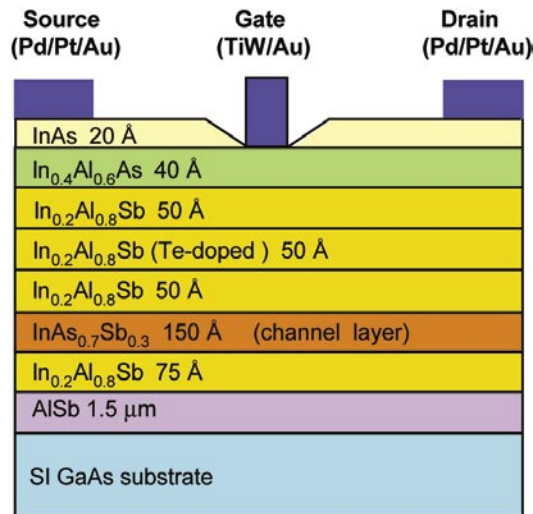 Source
(Pd/Pt/Au)
Gate
(TiW/Au)
Drain
(Pd/Pt/Au)
InAs 20 Å
In₀.₄Al₀.₆As 40 Å
In₀.₂Al₀.₈Sb 50 Å
In₀.₂Al₀.₈Sb (Te-doped ) 50 Å
In₀.₂Al₀.₈Sb 50 Å
InAs₀.₇Sb₀.₃ 150 Å (channel layer)
In₀.₂Al₀.₈Sb 75 Å
AlSb 1.5 μm
SI GaAs substrate